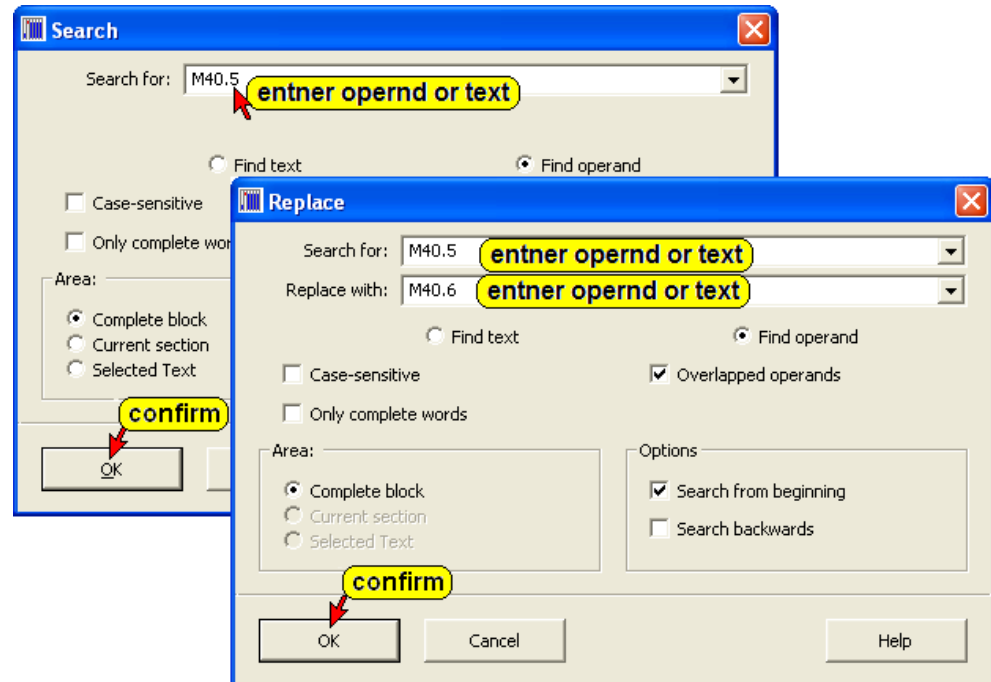 Search
Search for: M40.5
entner opernd or text
Find text Find operand
Case-sensitive
Only complete wor
Area:
Complete block
Current section
Selected Text
confirm
OK
Replace
Search for: M40.5 entner opernd or text
Replace with: M40.6 entner opernd or text
Find text Find operand
Case-sensitive Overlapped operands
Only complete words
Area: Options
Complete block Search from beginning
Current section
Selected Text Search backwards
confirm
OK Cancel Help